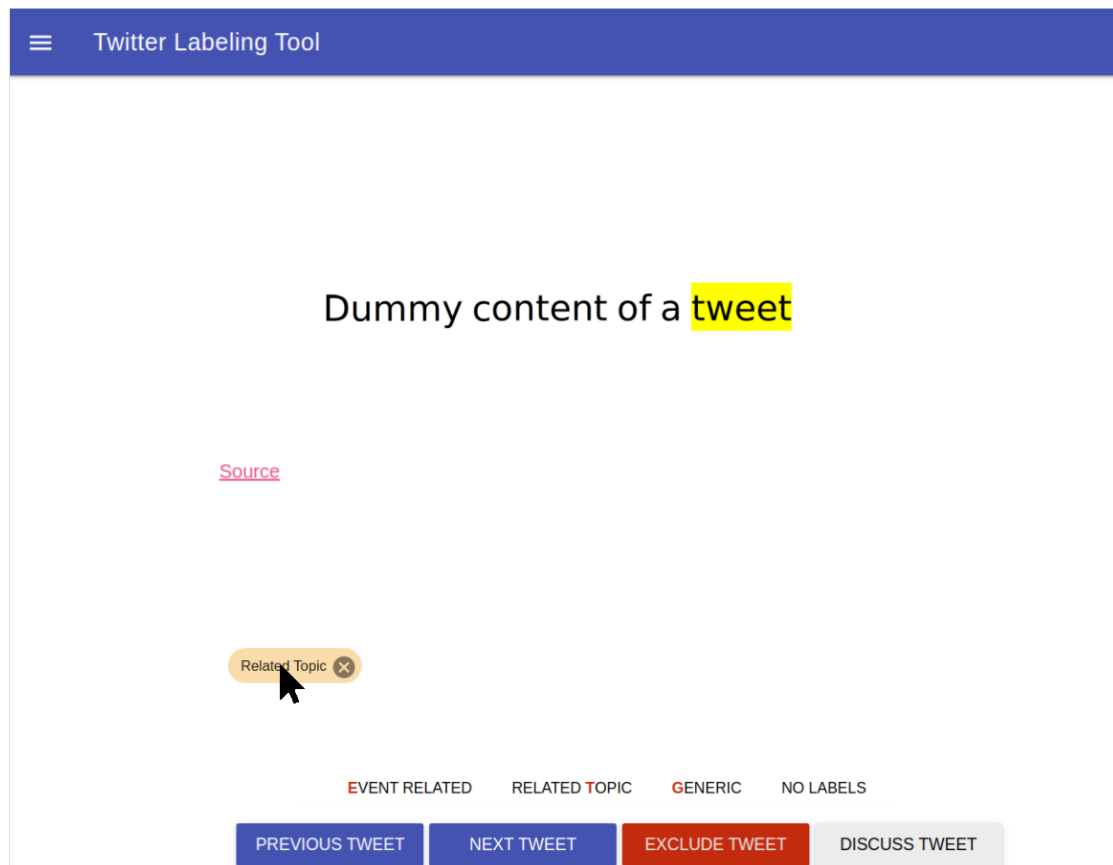 Twitter Labeling Tool
Dummy content of a tweet
Source
Related Topic
EVENT RELATED RELATED TOPIC GENERIC NO LABELS
PREVIOUS TWEET NEXT TWEET EXCLUDE TWEET DISCUSS TWEET